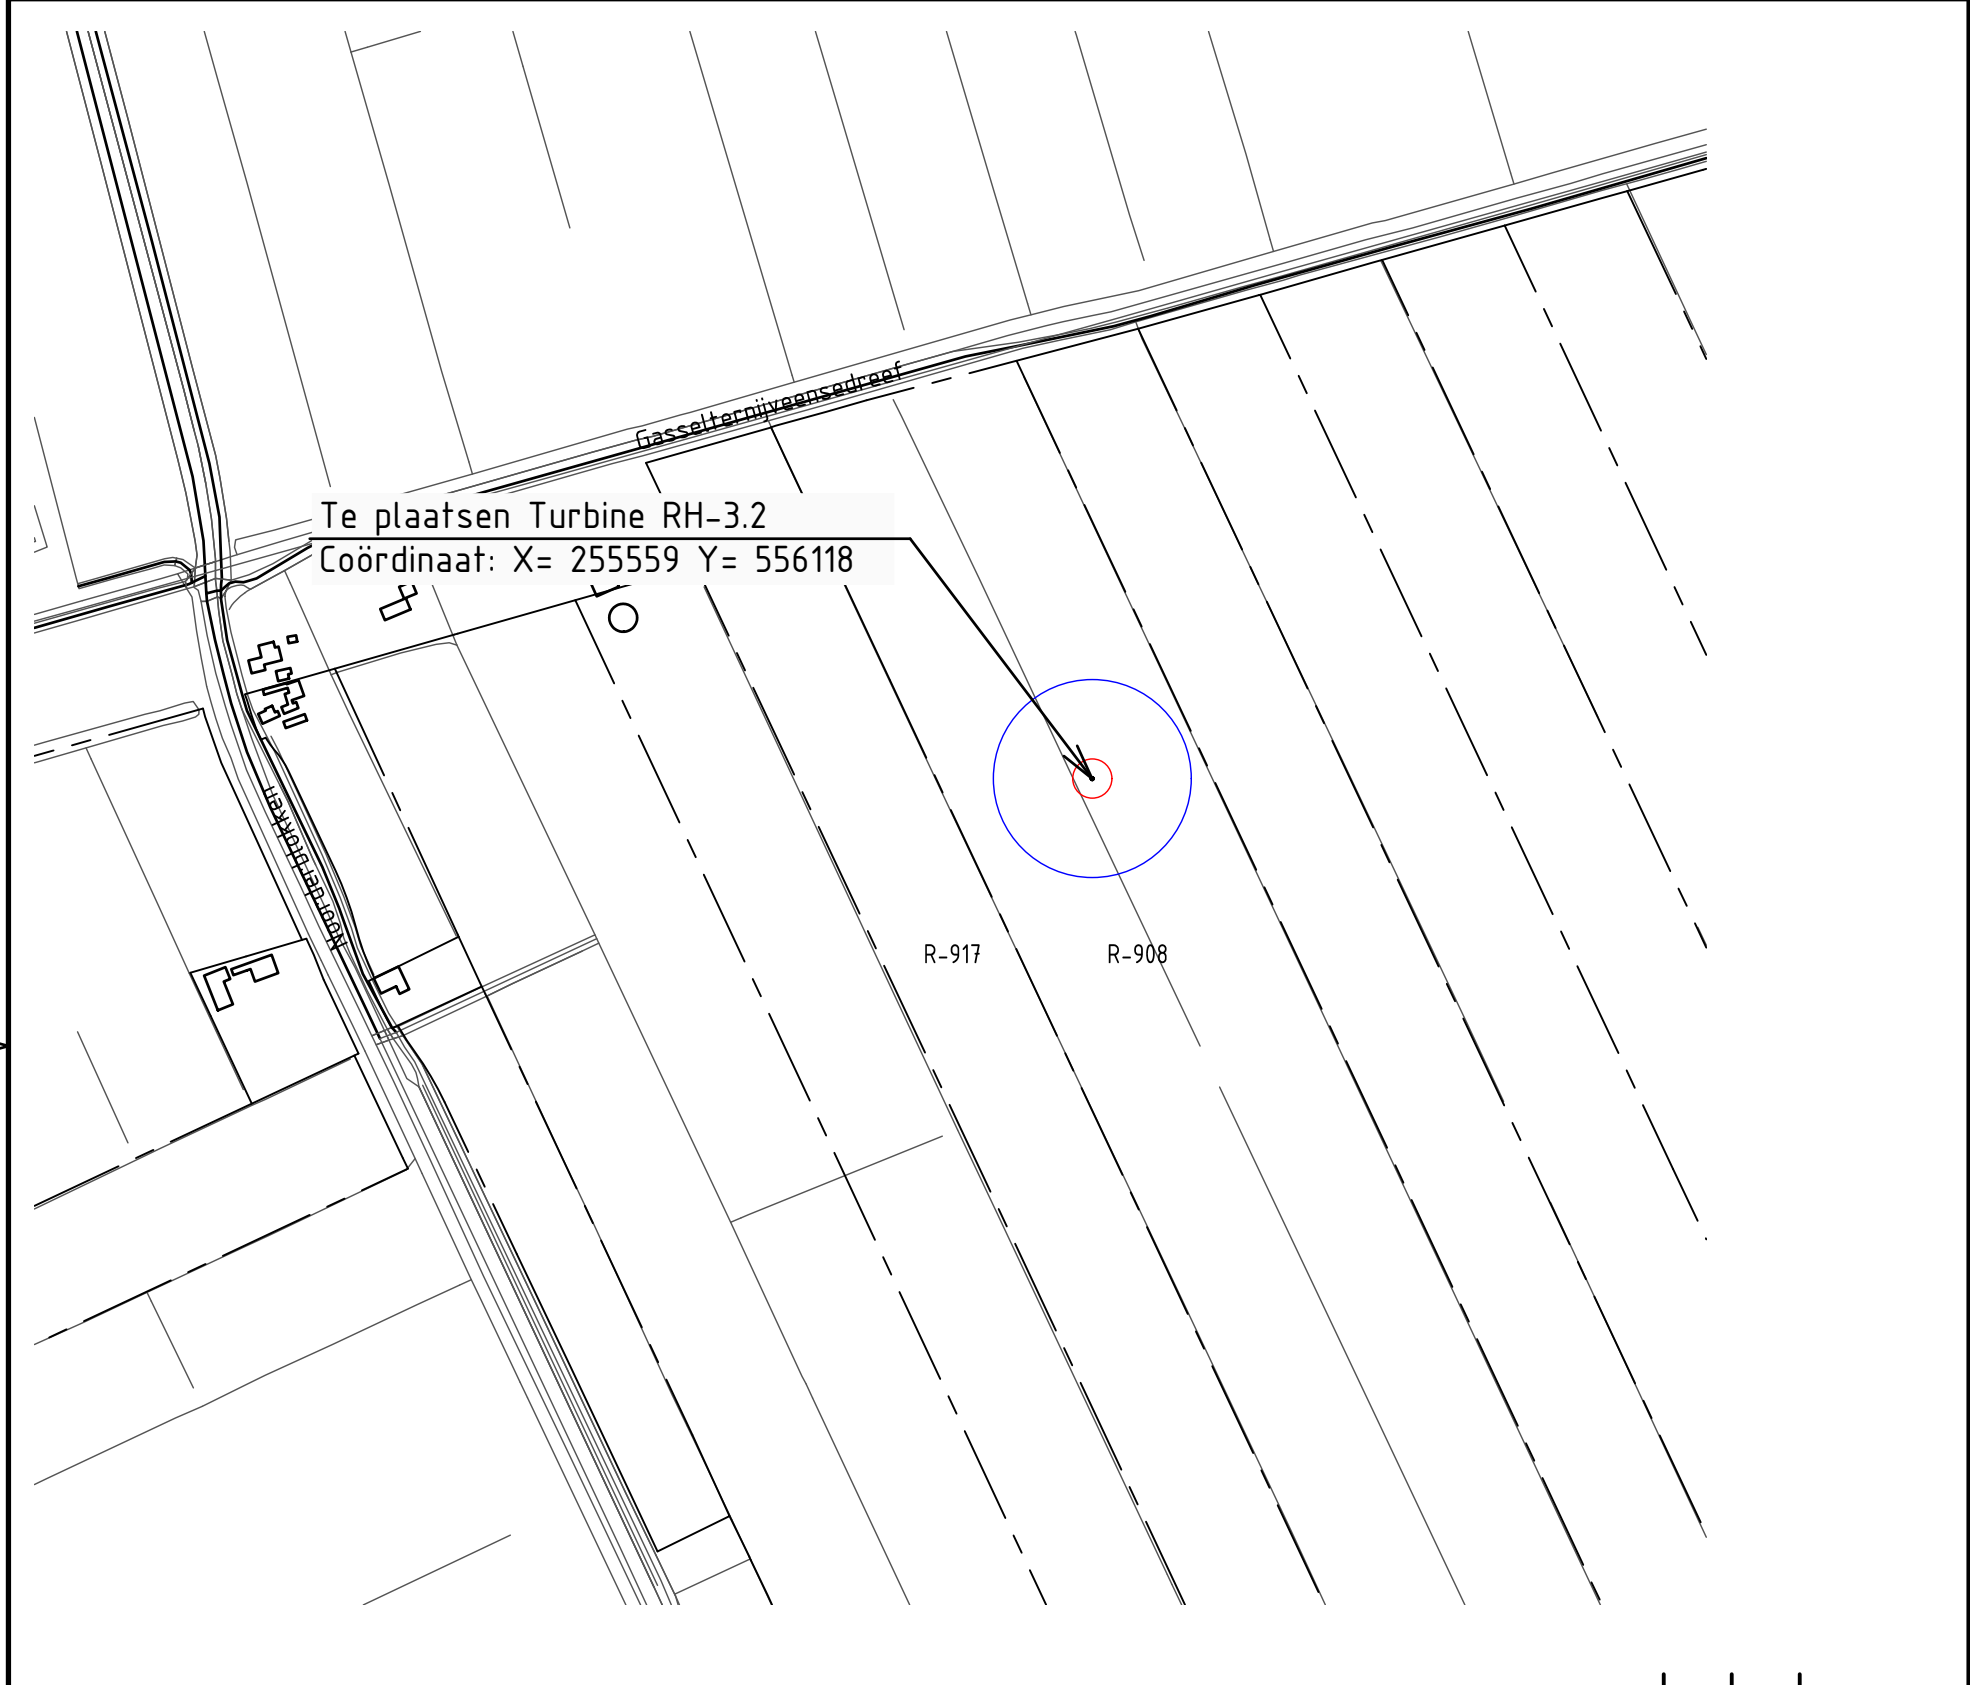 Gasselternijveensedreef
Te plaatsen Turbine RH-3.2
Coördinaat: X= 255559 Y= 556118
Noorderblokken
R-917
R-908